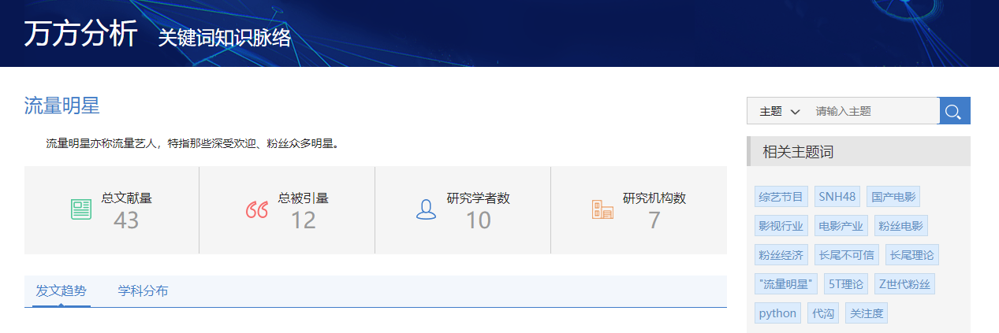 万方分析 关键词知识脉络
流量明星
流量明星亦称流量艺人，特指那些深受欢迎、粉丝众多明星。
总文献量
43
总被引量
12
研究学者数
10
研究机构数
7
发文趋势 学科分布
主题 请输入主题
相关主题词
综艺节目 SNH48 国产电影
影视行业 电影产业 粉丝电影
粉丝经济 长尾不可信 长尾理论
"流量明星" 5T理论 Z世代粉丝
python 代沟 关注度